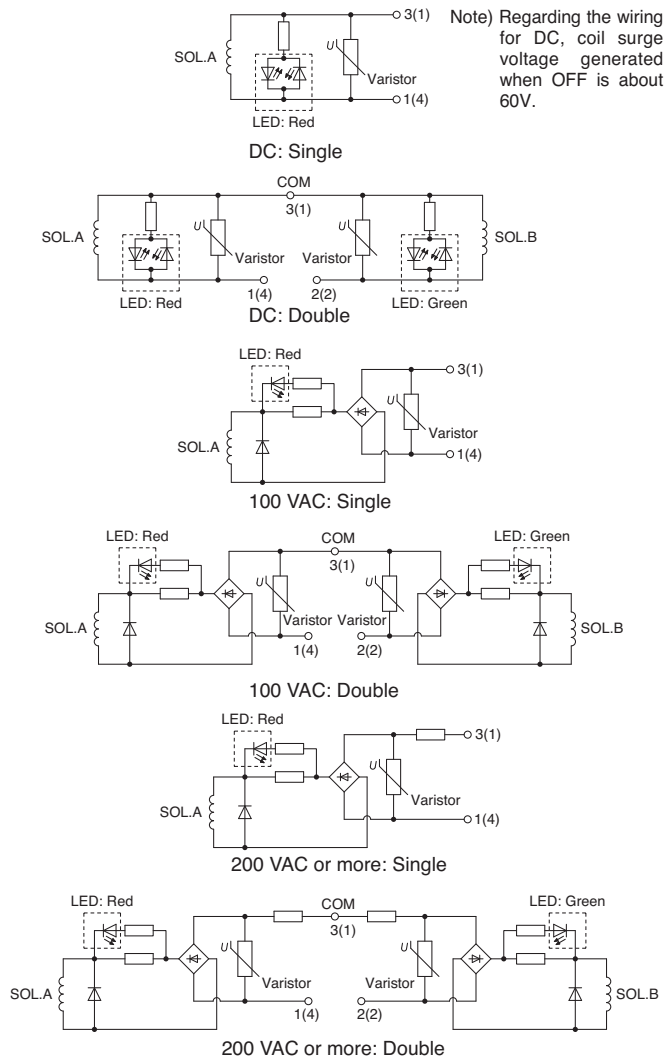 3(1)
SOL.A
U
Varistor
1(4)
LED: Red
DC: Single
Note) Regarding the wiring
for DC, coil surge
voltage generated
when OFF is about
60V.
COM
3(1)
SOL.A
U
Varistor
U
Varistor
SOL.B
1(4)
2(2)
LED: Red
LED: Green
DC: Double
LED: Red
3(1)
U
Varistor
SOL.A
1(4)
100 VAC: Single
LED: Red
COM
LED: Green
3(1)
U
U
Varistor
Varistor
SOL.A
SOL.B
1(4)
2(2)
100 VAC: Double
LED: Red
3(1)
U
Varistor
SOL.A
1(4)
200 VAC or more: Single
LED: Red
COM
LED: Green
3(1)
U
U
Varistor
Varistor
SOL.A
SOL.B
1(4)
2(2)
200 VAC or more: Double